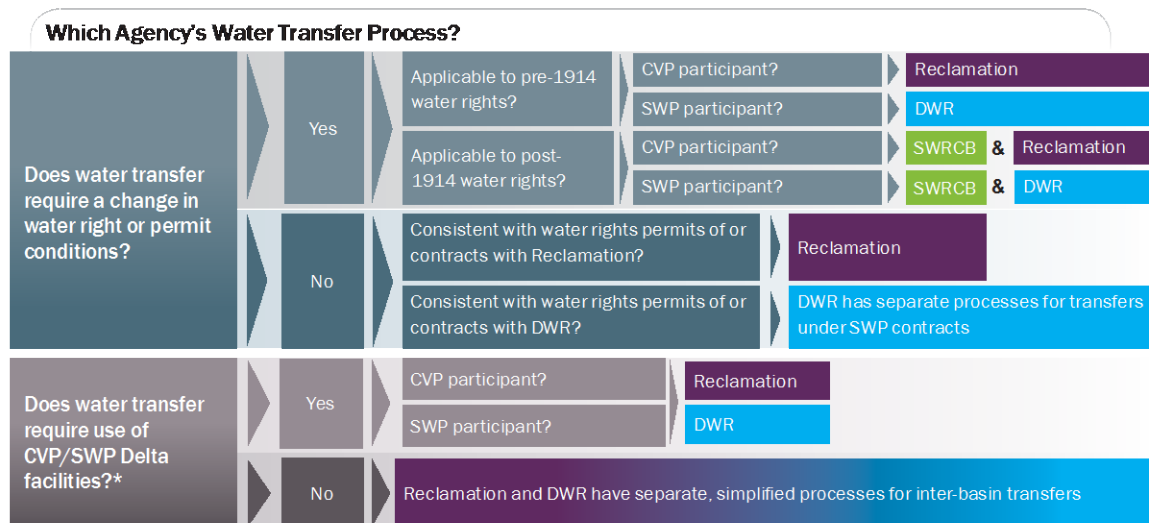 Which Agency's Water Transfer Process?
Does water transfer
require a change in
water right or permit
conditions?
Yes
Applicable to pre-1914
water rights?
CVP participant?
Reclamation
SWP participant?
DWR
Applicable to post-
1914 water rights?
CVP participant?
SWRCB & Reclamation
SWP participant?
SWRCB & DWR
No
Consistent with water rights permits of or
contracts with Reclamation?
Reclamation
Consistent with water rights permits of or
contracts with DWR?
DWR has separate processes for transfers
under SWP contracts
Does water transfer
require use of
CVP/SWP Delta
facilities?*
Yes
CVP participant?
Reclamation
SWP participant?
DWR
No
Reclamation and DWR have separate, simplified processes for inter-basin transfers